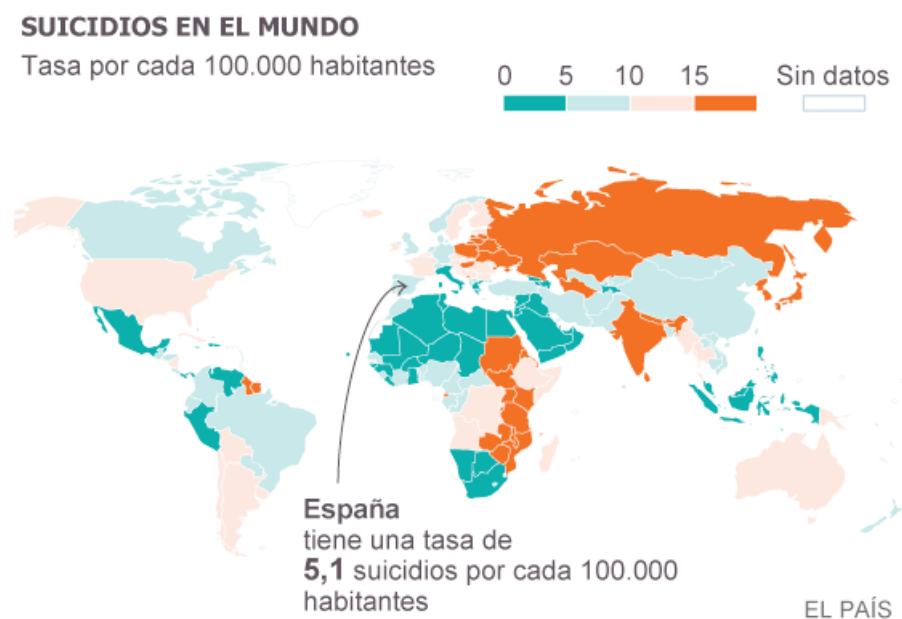 SUICIDIOS EN EL MUNDO
Tasa por cada 100.000 habitantes
0 5 10 15 Sin datos
España
tiene una tasa de
5,1 suicidios por cada 100.000
habitantes
EL PAÍS